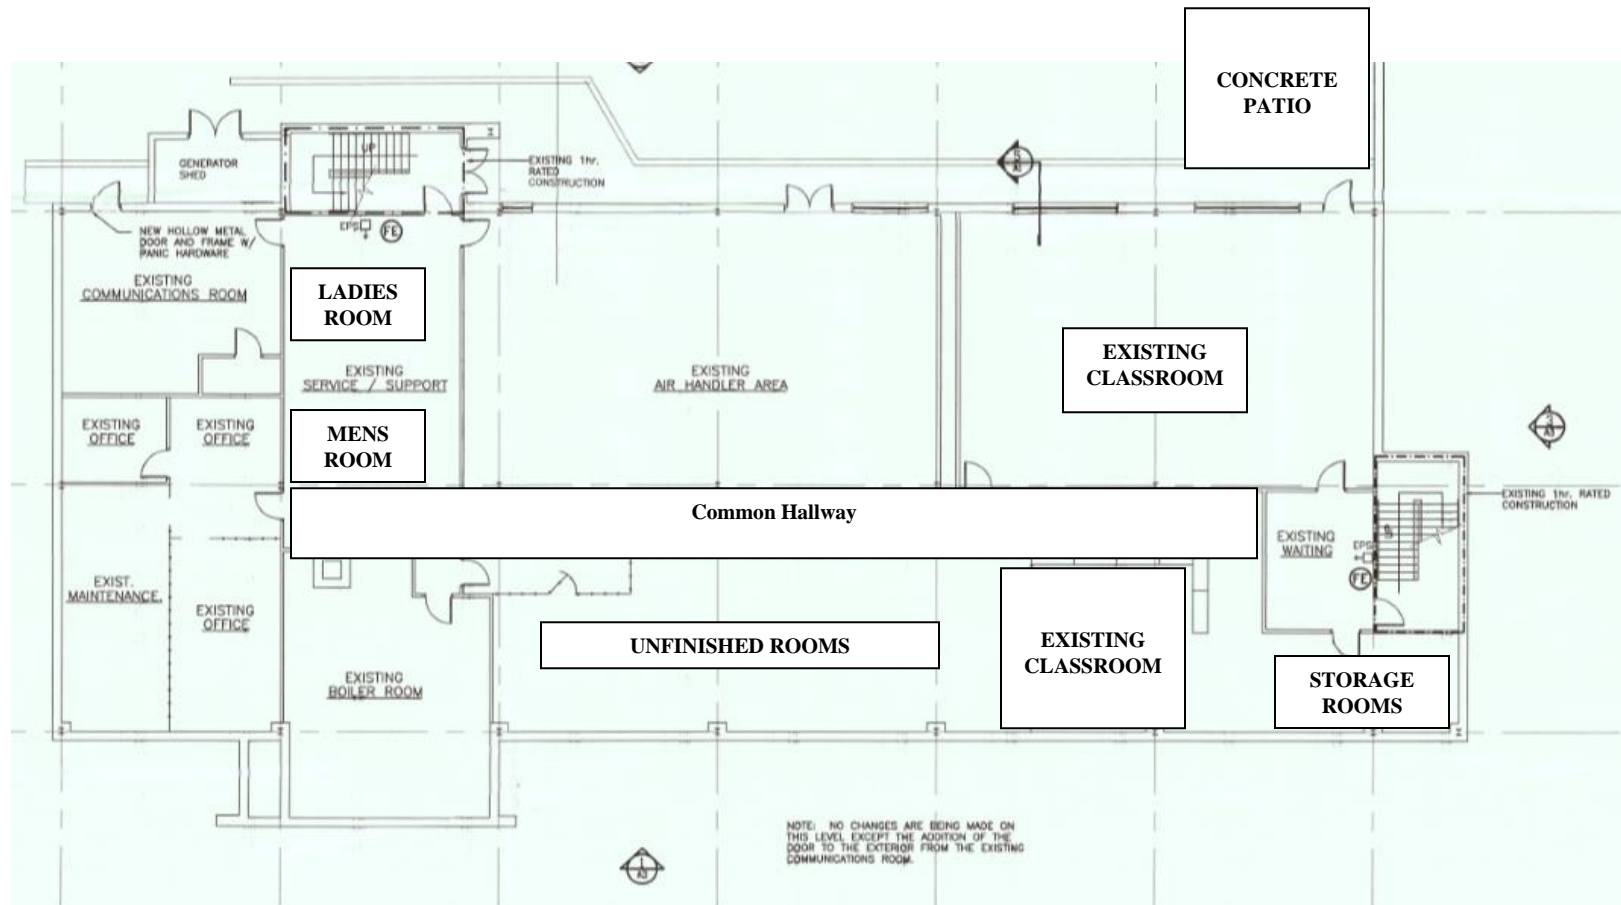 CONCRETE
PATIO
GENERATOR
SHED
UP
EXISTING 1hr.
RATED
CONSTRUCTION
NEW HOLLOW METAL
DOOR AND FRAME W/
PANIC HARDWARE
EPS
FE
EXISTING
COMMUNICATIONS ROOM
LADIES
ROOM
EXISTING
SERVICE / SUPPORT
EXISTING
AIR HANDLER AREA
EXISTING
CLASSROOM
EXISTING
OFFICE
EXISTING
OFFICE
MENS
ROOM
EXISTING 1hr. RATED
CONSTRUCTION
Common Hallway
EXISTING
WAITING
EPS
FE
EXIST.
MAINTENANCE
EXISTING
OFFICE
UNFINISHED ROOMS
EXISTING
CLASSROOM
EXISTING
BOILER ROOM
STORAGE
ROOMS
NOTE: NO CHANGES ARE BEING MADE ON
THIS LEVEL EXCEPT THE ADDITION OF THE
DOOR TO THE EXTERIOR FROM THE EXISTING
COMMUNICATIONS ROOM.